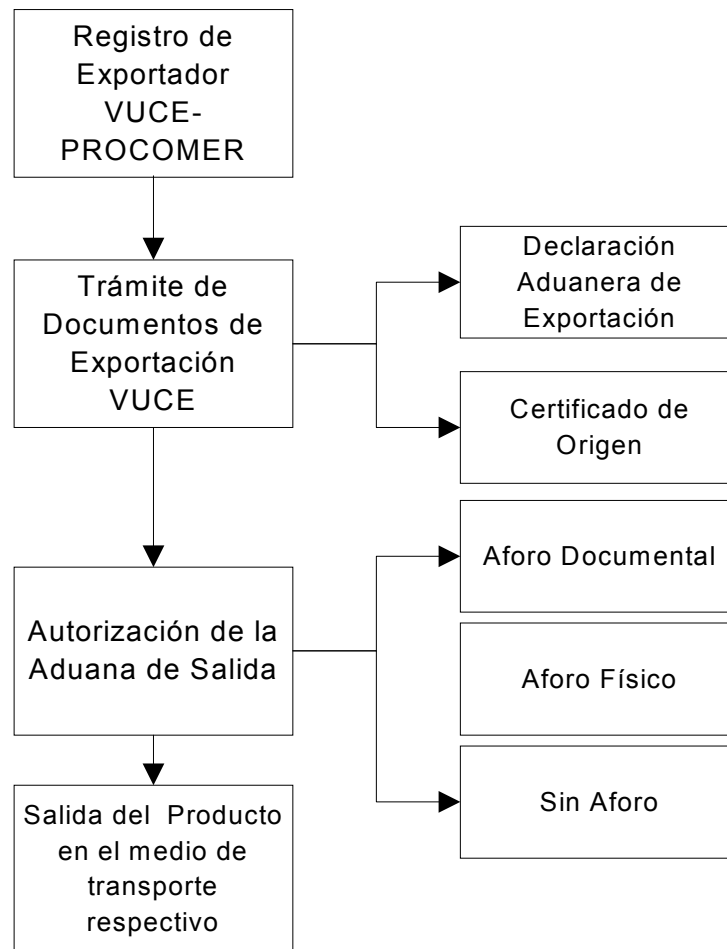 Registro de
Exportador
VUCE-
PROCOMER
Trámite de
Documentos de
Exportación
VUCE
Declaración
Aduanera de
Exportación
Certificado de
Origen
Autorización de la
Aduana de Salida
Aforo Documental
Aforo Físico
Sin Aforo
Salida del Producto
en el medio de
transporte
respectivo